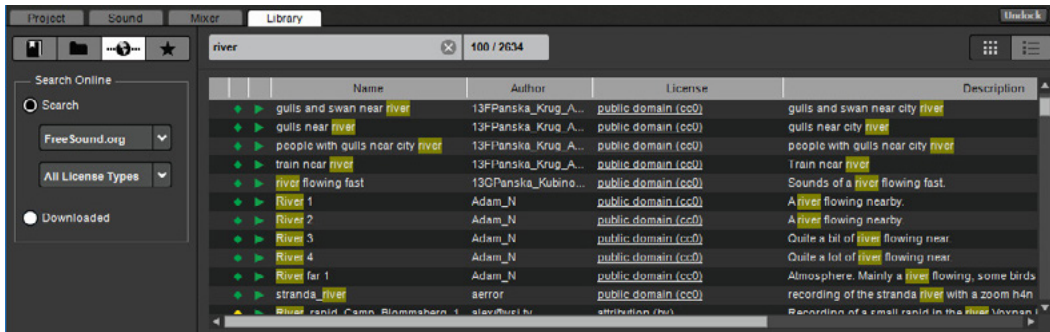 Project Sound Mixer Library Undock
river 100 / 2634
Search Online
Search
FreeSound.org
All License Types
Downloaded
Name Author License Description
gulls and swan near river 13FPanska_Krug_A... public domain (cc0) gulls and swan near city river
gulls near river 13FPanska_Krug_A... public domain (cc0) gulls near city river
people with gulls near city river 13FPanska_Krug_A... public domain (cc0) people with gulls near city river
train near river 13FPanska_Krug_A... public domain (cc0) Train near river
river flowing fast 13GPanska_Kubino... public domain (cc0) Sounds of a river flowing fast.
River 1 Adam_N public domain (cc0) A river flowing nearby.
River 2 Adam_N public domain (cc0) A river flowing nearby
River 3 Adam_N public domain (cc0) Quite a bit of river flowing near
River 4 Adam_N public domain (cc0) Quite a lot of river flowing near
River far 1 Adam_N public domain (cc0) Atmosphere. Mainly a river flowing, some birds
stranda_river aerror public domain (cc0) recording of the stranda river with a zoom h4n
River rapid Camp Blommaberg 1 attribution (by) Recording of a small rapid in the river Voxnan